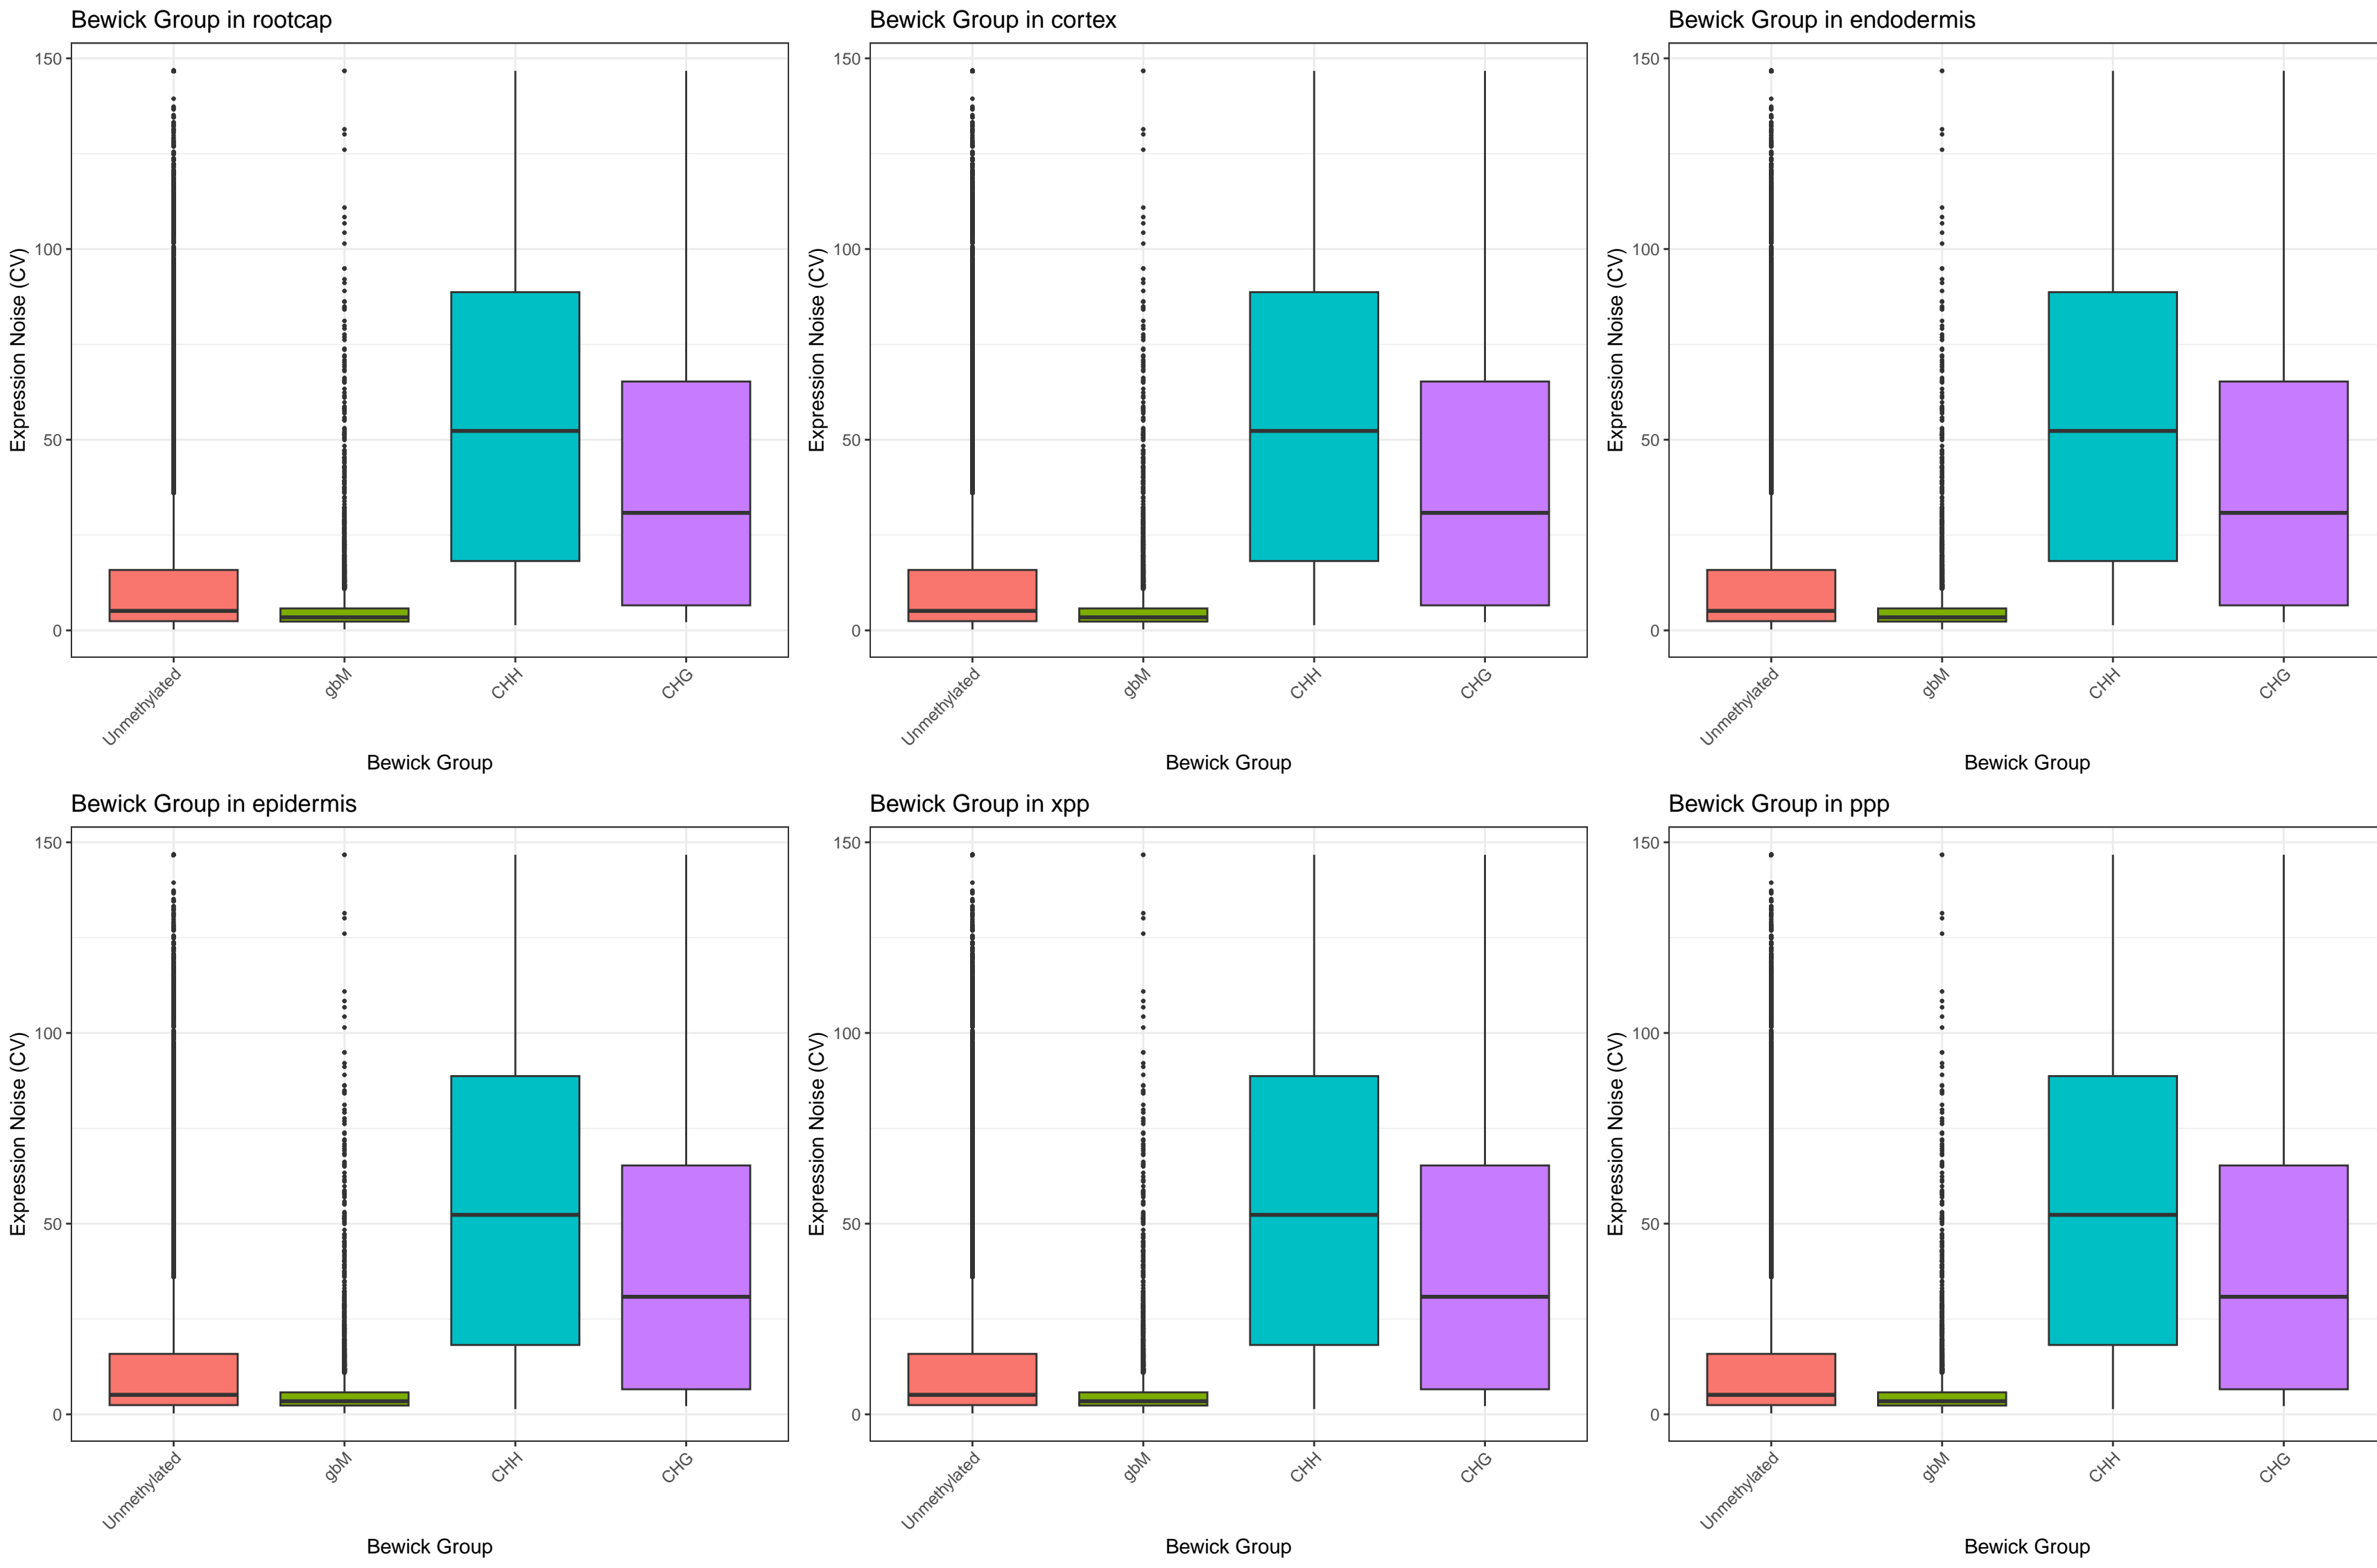 Bewick Group in rootcap
Expression Noise (CV)
150
100
50
0
Unmethylated
gbM
CHH
CHG
Bewick Group
Bewick Group in cortex
Expression Noise (CV)
150
100
50
0
Unmethylated
gbM
CHH
CHG
Bewick Group
Bewick Group in endodermis
Expression Noise (CV)
150
100
50
0
Unmethylated
gbM
CHH
CHG
Bewick Group
Bewick Group in epidermis
Expression Noise (CV)
150
100
50
0
Unmethylated
gbM
CHH
CHG
Bewick Group
Bewick Group in xpp
Expression Noise (CV)
150
100
50
0
Unmethylated
gbM
CHH
CHG
Bewick Group
Bewick Group in ppp
Expression Noise (CV)
150
100
50
0
Unmethylated
gbM
CHH
CHG
Bewick Group